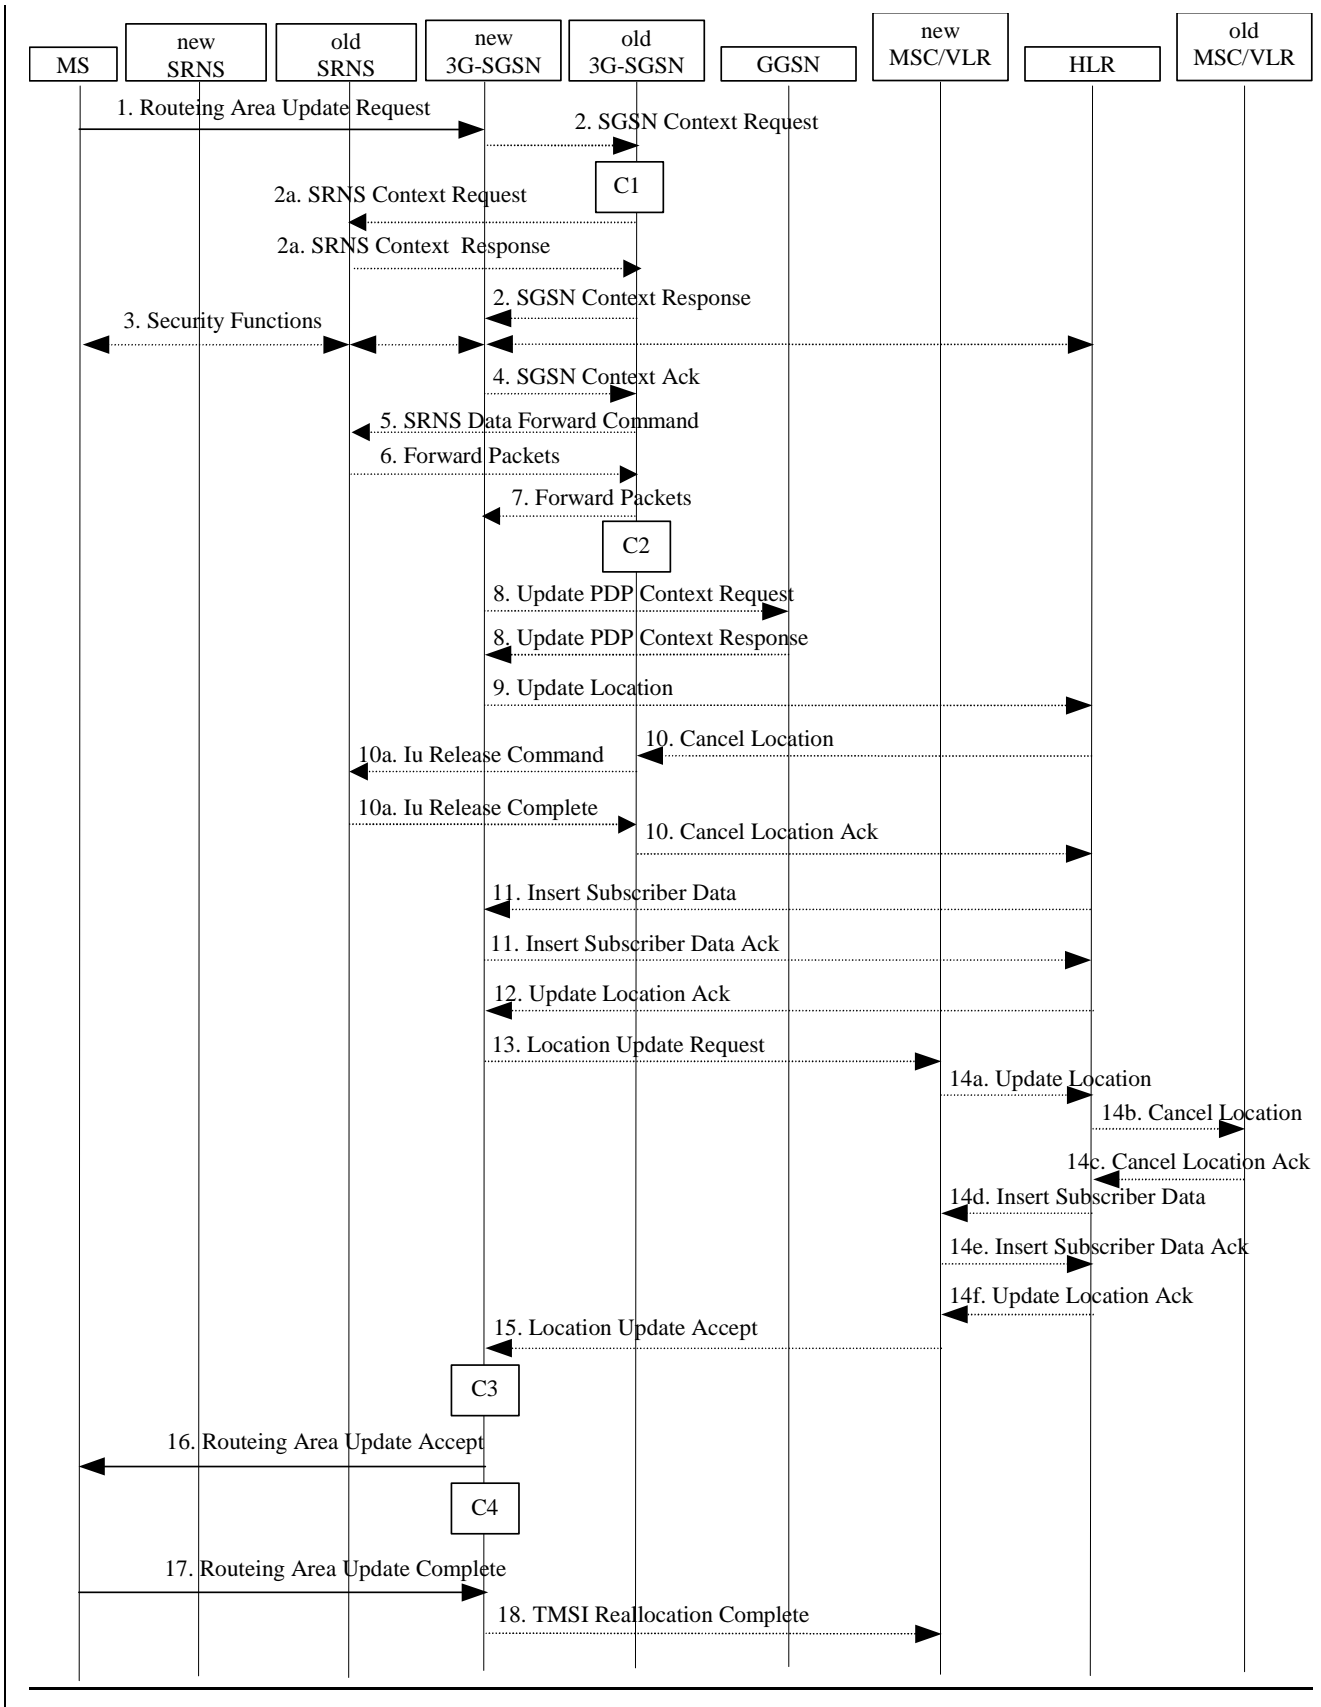 MS
new
SRNS
old
SRNS
new
3G-SGSN
old
3G-SGSN
GGSN
new
MSC/VLR
HLR
old
MSC/VLR
1. Routeing Area Update Request
2. SGSN Context Request
C1
2a. SRNS Context Request
2a. SRNS Context  Response
2. SGSN Context Response
3. Security Functions
4. SGSN Context Ack
5. SRNS Data Forward Command
6. Forward Packets
7. Forward Packets
C2
8. Update PDP Context Request
8. Update PDP Context Response
9. Update Location
10. Cancel Location
10a. Iu Release Command
10a. Iu Release Complete
10. Cancel Location Ack
11. Insert Subscriber Data
11. Insert Subscriber Data Ack
12. Update Location Ack
13. Location Update Request
14a. Update Location
14b. Cancel Location
14c. Cancel Location Ack
14d. Insert Subscriber Data
14e. Insert Subscriber Data Ack
14f. Update Location Ack
15. Location Update Accept
C3
16. Routeing Area Update Accept
C4
17. Routeing Area Update Complete
18. TMSI Reallocation Complete